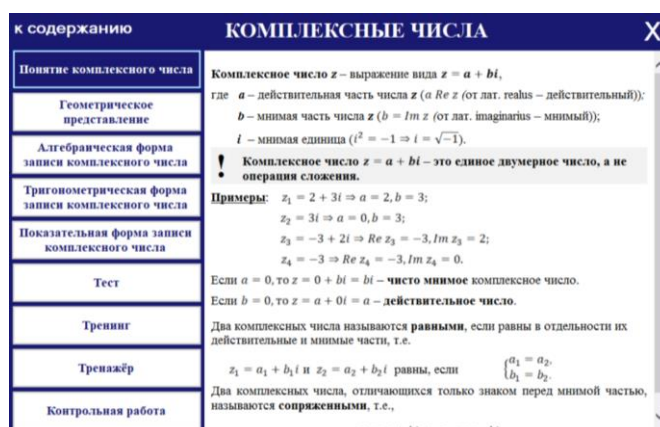 к содержанию
КОМПЛЕКСНЫЕ ЧИСЛА
X
Понятие комплексного числа
Геометрическое
представление
Алгебраическая форма
записи комплексного числа
Тригонометрическая форма
записи комплексного числа
Показательная форма записи
комплексного числа
Тест
Тренинг
Тренажёр
Контрольная работа
Комплексное число z – выражение вида z = a + bi,
где a – действительная часть числа z (a Re z (от лат. realus – действительный));
b – мнимая часть числа z (b = Im z (от лат. imaginarius – мнимый));
i – мнимая единица (i² = −1 ⇒ i = √−1).
! Комплексное число z = a + bi – это единое двумерное число, а не
операция сложения.
Примеры: z₁ = 2 + 3i ⇒ a = 2, b = 3;
z₂ = 3i ⇒ a = 0, b = 3;
z₃ = −3 + 2i ⇒ Re z₃ = −3, Im z₃ = 2;
z₄ = −3 ⇒ Re z₄ = −3, Im z₄ = 0.
Если a = 0, то z = 0 + bi = bi – чисто мнимое комплексное число.
Если b = 0, то z = a + 0i = a – действительное число.
Два комплексных числа называются равными, если равны в отдельности их
действительные и мнимые части, т.е.
z₁ = a₁ + b₁i и z₂ = a₂ + b₂i равны, если {a₁ = a₂,
b₁ = b₂.
Два комплексных числа, отличающихся только знаком перед мнимой частью,
называются сопряженными, т.е.,